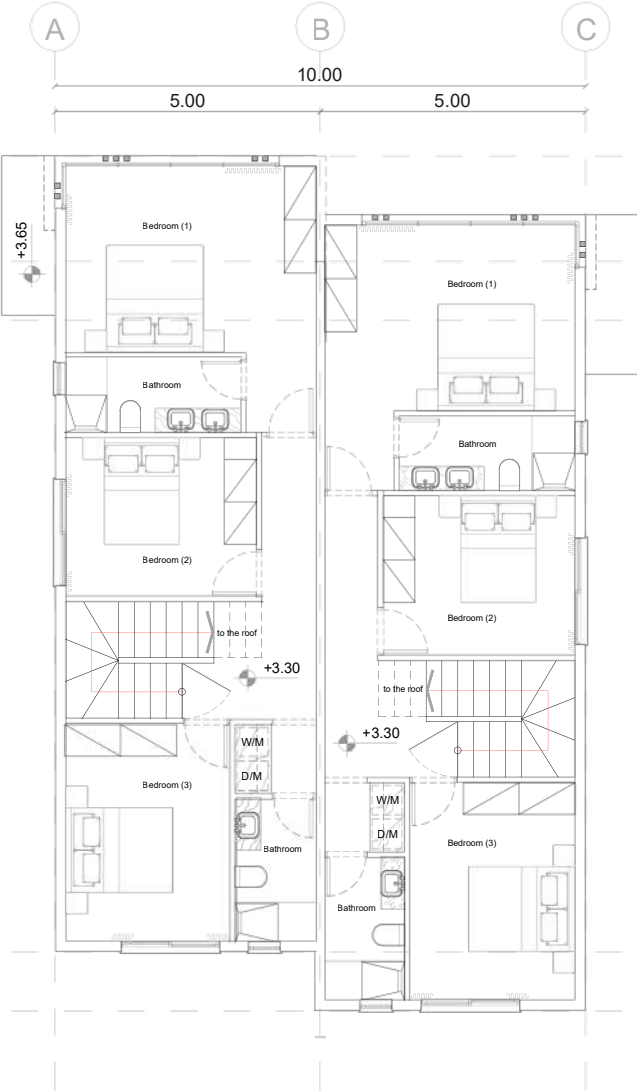 A B C
10.00
5.00 5.00
+3.65
Bedroom (1)
Bedroom (1)
Bathroom
Bathroom
Bedroom (2)
Bedroom (2)
to the roof
+3.30
to the roof
+3.30
W/M
D/M
Bedroom (3)
W/M
D/M
Bedroom (3)
Bathroom
Bathroom